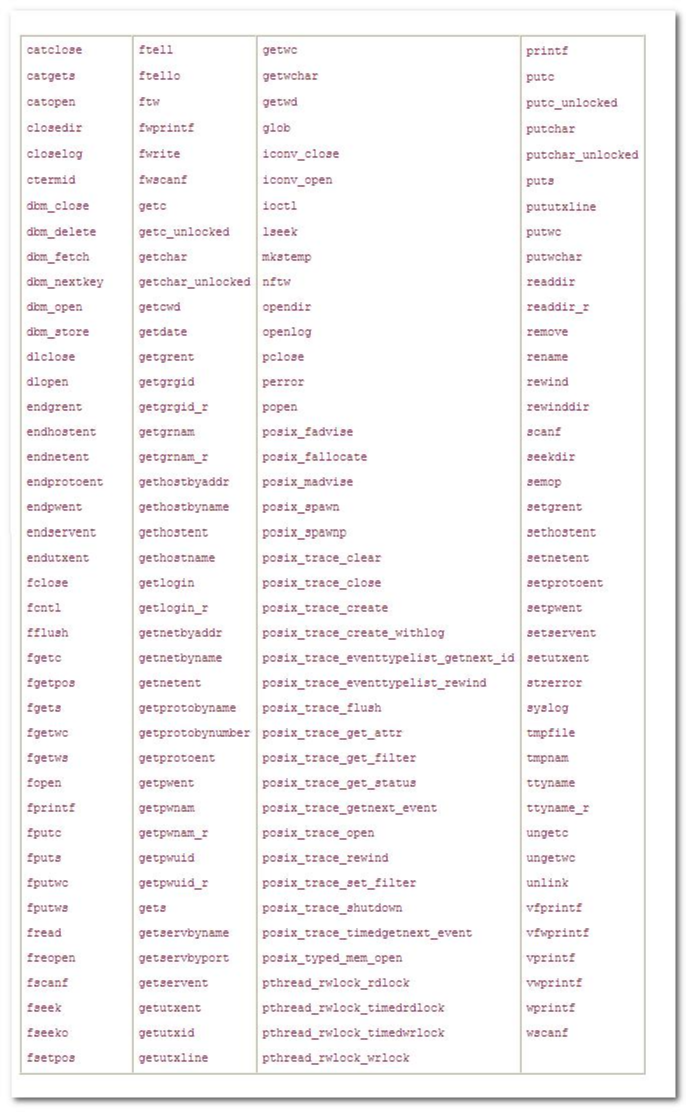 catclose
catgets
catopen
closedir
closelog
ctermid
dbm_close
dbm_delete
dbm_fetch
dbm_nextkey
dbm_open
dbm_store
dlclose
dlopen
endgrent
endhostent
endnetent
endprotoent
endpwent
endservent
endutxent
fclose
fcntl
fflush
fgetc
fgetpos
fgets
fgetwc
fgetws
fopen
fprintf
fputc
fputs
fputwc
fputws
fread
freopen
fscanf
fseek
fseeko
fsetpos
ftell
ftello
ftw
fwprintf
fwrite
fwscanf
getc
getc_unlocked
getchar
getchar_unlocked
getcwd
getdate
getgrent
getgrgid
getgrgid_r
getgrnam
getgrnam_r
gethostbyaddr
gethostbyname
gethostent
gethostname
getlogin
getlogin_r
getnetbyaddr
getnetbyname
getnetent
getprotobyname
getprotobynumber
getprotoent
getpwent
getpwnam
getpwnam_r
getpwuid
getpwuid_r
gets
getservbyname
getservbyport
getservent
getutxent
getutxid
getutxline
getwc
getwchar
getwd
glob
iconv_close
iconv_open
ioctl
lseek
mkstemp
nftw
opendir
openlog
pclose
perror
popen
posix_fadvise
posix_fallocate
posix_madvise
posix_spawn
posix_spawnp
posix_trace_clear
posix_trace_close
posix_trace_create
posix_trace_create_withlog
posix_trace_eventtypelist_getnext_id
posix_trace_eventtypelist_rewind
posix_trace_flush
posix_trace_get_attr
posix_trace_get_filter
posix_trace_get_status
posix_trace_getnext_event
posix_trace_open
posix_trace_rewind
posix_trace_set_filter
posix_trace_shutdown
posix_trace_timedgetnext_event
posix_typed_mem_open
pthread_rwlock_rdlock
pthread_rwlock_timedrdlock
pthread_rwlock_timedwrlock
pthread_rwlock_wrlock
printf
putc
putc_unlocked
putchar
putchar_unlocked
puts
pututxline
putwc
putwchar
readdir
readdir_r
remove
rename
rewind
rewinddir
scanf
seekdir
semop
setgrent
sethostent
setnetent
setprotoent
setpwent
setservent
setutxent
strerror
syslog
tmpfile
tmpnam
ttyname
ttyname_r
ungetc
ungetwc
unlink
vfprintf
vfwprintf
vprintf
vwprintf
wprintf
wscanf